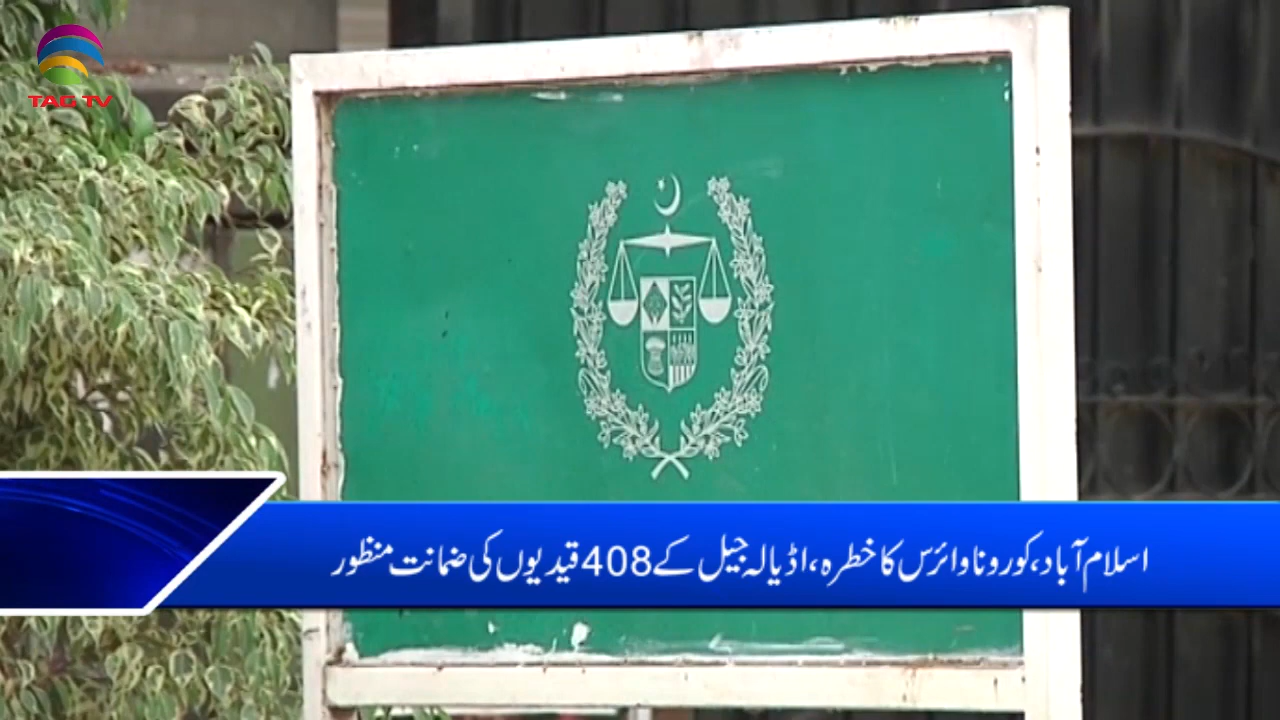 TAG TV
اسلام آباد، کورونا وائرس کا خطرہ، اڈیالہ جیل کے 408 قیدیوں کی ضمانت منظور